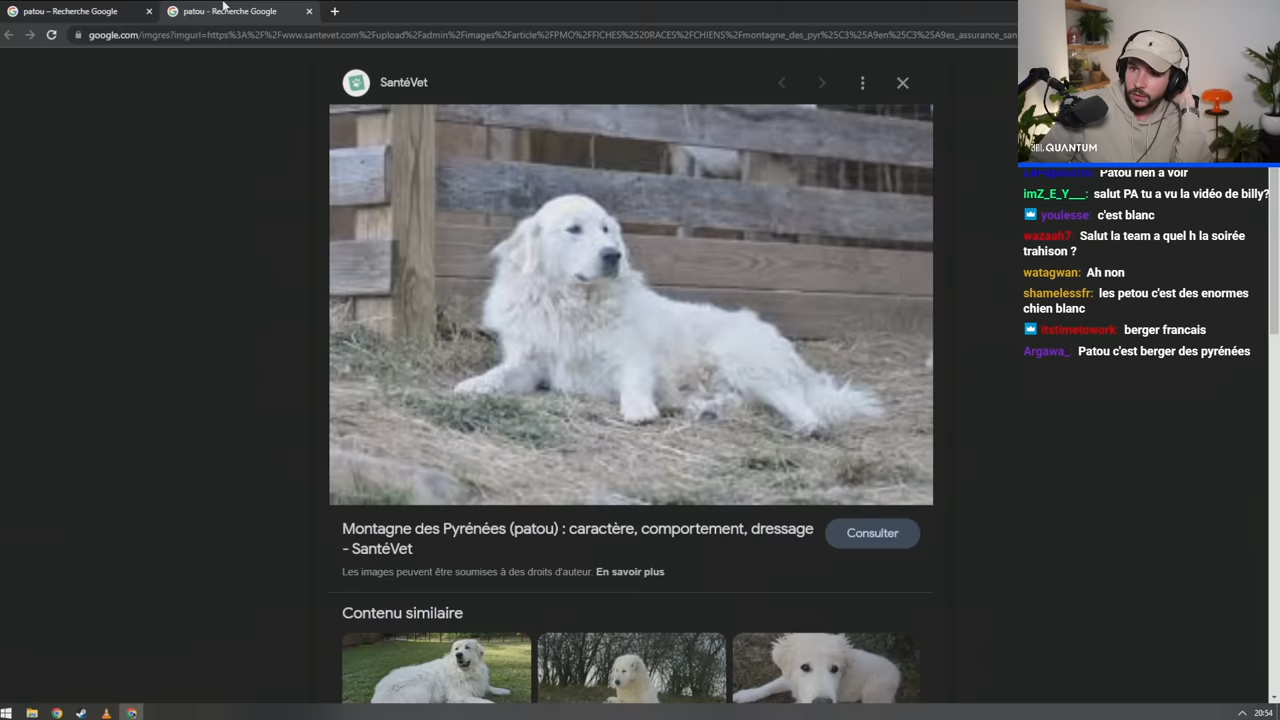 patou – Recherche Google
patou - Recherche Google
google.com/imgres?imgurl=https%3A%2F%2Fwww.santevet.com%2Fupload%2Fadmin%2Fimages%2Farticle%2FPMO%2FFICHES%2520RACES%2FCHIENS%2Fmontagne_des_pyr%25C3%25A9n%25C3%25A9es_assurance_san
SantéVet
QUANTUM
Patou rien a voir
imZ_E_Y___: salut PA tu a vu la vidéo de billy?
youlesse: c'est blanc
wazaah7: Salut la team a quel h la soirée
trahison ?
watagwan: Ah non
shamelessfr: les petou c'est des enormes
chien blanc
itstimetowork: berger francais
Argawa_: Patou c'est berger des pyrénées
Montagne des Pyrénées (patou) : caractère, comportement, dressage
- SantéVet
Consulter
Les images peuvent être soumises à des droits d'auteur. En savoir plus
Contenu similaire
20:54